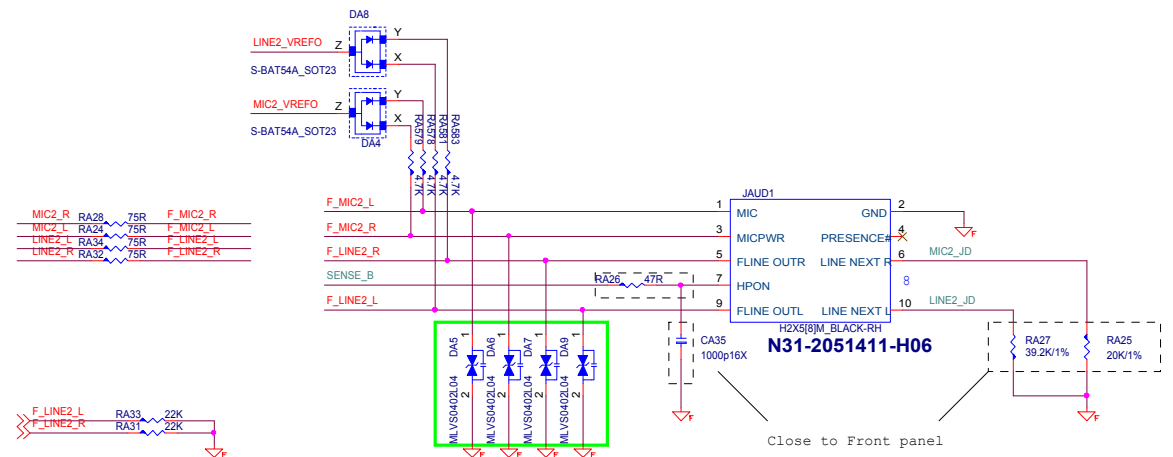 DA8
LINE2_VREFO
Z
Y
X
S-BAT54A_SOT23
MIC2_VREFO
Z
Y
X
S-BAT54A_SOT23
DA4
RA579
RA578
RA581
RA583
4.7K
4.7K
4.7K
4.7K
MIC2_R
RA28
75R
F_MIC2_R
MIC2_L
RA24
75R
F_MIC2_L
LINE2_L
RA34
75R
F_LINE2_L
LINE2_R
RA32
75R
F_LINE2_R
F_MIC2_L
F_MIC2_R
F_LINE2_R
SENSE_B
F_LINE2_L
RA26
47R
JAUD1
1
MIC
GND
2
3
MICPWR
PRESENCE#
4
5
FLINE OUTR
LINE NEXT R
6
7
HPON
8
9
FLINE OUTL
LINE NEXT L
10
H2X5[8]M_BLACK-RH
N31-2051411-H06
F
MIC2_JD
LINE2_JD
DA5
1
2
MLVS0402L04
DA6
1
2
MLVS0402L04
DA7
1
2
MLVS0402L04
DA9
1
2
MLVS0402L04
F
F
F
F
CA35
1000p16X
F
RA27
39.2K/1%
RA25
20K/1%
F
F_LINE2_L
RA33
22K
F_LINE2_R
RA31
22K
F
Close to Front panel